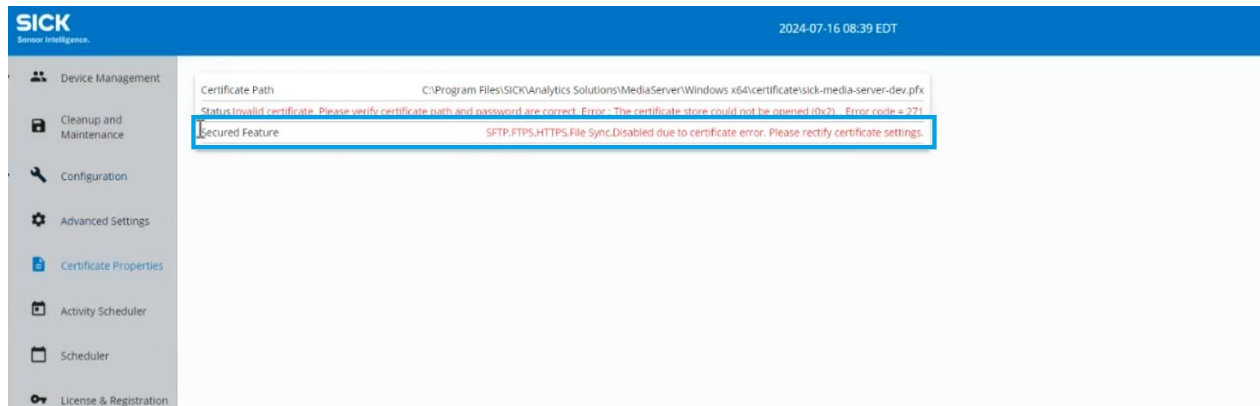 SICK
Sensor Intelligence.
2024-07-16 08:39 EDT
Device Management
Cleanup and
Maintenance
Configuration
Advanced Settings
Certificate Properties
Activity Scheduler
Scheduler
License & Registration
Certificate Path C:\Program Files\SICK\Analytics Solutions\MediaServer\Windows x64\certificate\sick-media-server-dev.pfx
Status Invalid certificate. Please verify certificate path and password are correct. Error : The certificate store could not be opened (0x2) . Error code = 271
Secured Feature SFTP,FTPS,HTTPS,File Sync,Disabled due to certificate error. Please rectify certificate settings.